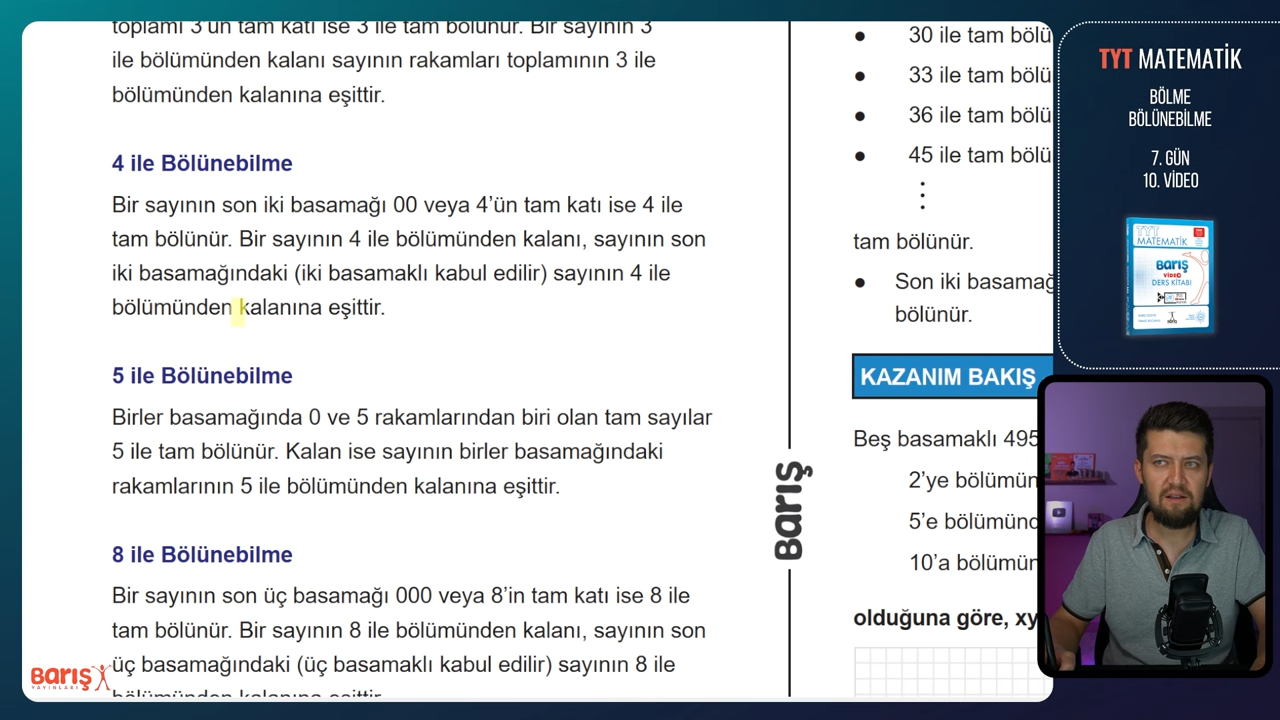 toplamı 3'ün tam katı ise 3 ile tam bölünür. Bir sayının 3
ile bölümünden kalanı sayının rakamları toplamının 3 ile
bölümünden kalanına eşittir.
4 ile Bölünebilme
Bir sayının son iki basamağı 00 veya 4'ün tam katı ise 4 ile
tam bölünür. Bir sayının 4 ile bölümünden kalanı, sayının son
iki basamağındaki (iki basamaklı kabul edilir) sayının 4 ile
bölümünden kalanına eşittir.
5 ile Bölünebilme
Birler basamağında 0 ve 5 rakamlarından biri olan tam sayılar
5 ile tam bölünür. Kalan ise sayının birler basamağındaki
rakamlarının 5 ile bölümünden kalanına eşittir.
8 ile Bölünebilme
Bir sayının son üç basamağı 000 veya 8'in tam katı ise 8 ile
tam bölünür. Bir sayının 8 ile bölümünden kalanı, sayının son
üç basamağındaki (üç basamaklı kabul edilir) sayının 8 ile
bölümünden kalanına eşittir.
Barış
YAYINLARI
Barış
• 30 ile tam bölü
• 33 ile tam bölü
• 36 ile tam bölü
• 45 ile tam bölü
⋮
tam bölünür.
• Son iki basamağ
bölünür.
KAZANIM BAKIŞ
Beş basamaklı 495
2'ye bölümün
5'e bölümünd
10'a bölümün
olduğuna göre, xy
TYT MATEMATİK
BÖLME
BÖLÜNEBİLME
7. GÜN
10. VİDEO
TYT
MATEMATİK
Barış
VİDEO
DERS KİTABI